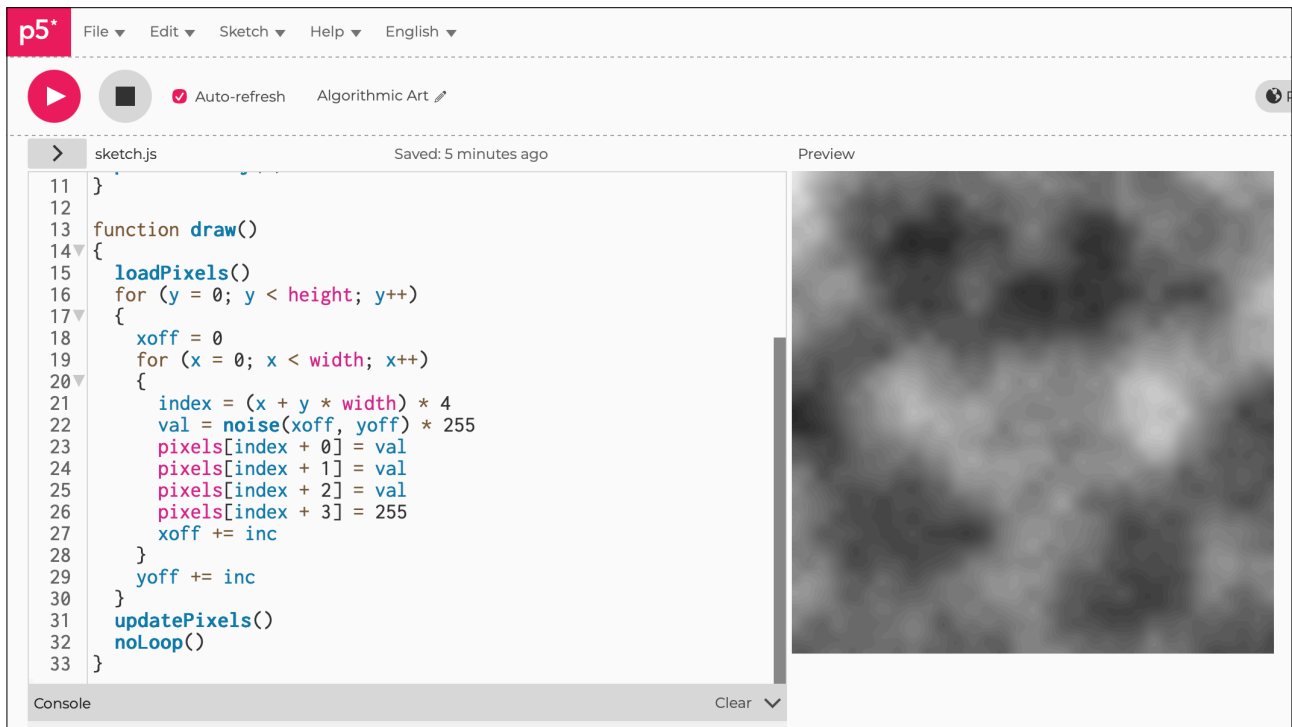 p5* File Edit Sketch Help English
Auto-refresh Algorithmic Art
sketch.js Saved: 5 minutes ago Preview
11 }
12
13 function draw()
14 {
15 loadPixels()
16 for (y = 0; y < height; y++)
17 {
18 xoff = 0
19 for (x = 0; x < width; x++)
20 {
21 index = (x + y * width) * 4
22 val = noise(xoff, yoff) * 255
23 pixels[index + 0] = val
24 pixels[index + 1] = val
25 pixels[index + 2] = val
26 pixels[index + 3] = 255
27 xoff += inc
28 }
29 yoff += inc
30 }
31 updatePixels()
32 noLoop()
33 }
Console Clear